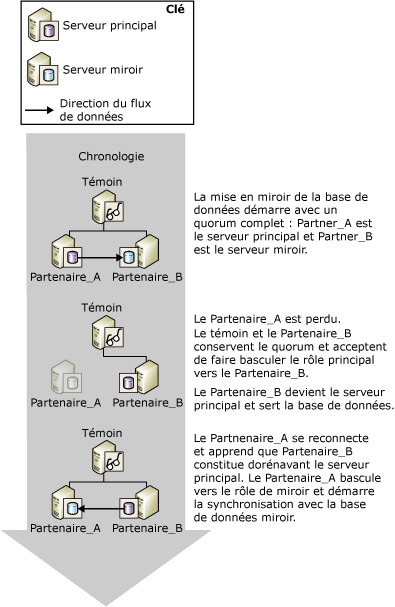 Clé
Serveur principal
Serveur miroir
Direction du flux
de données
Chronologie
Témoin
Partenaire_A
Partenaire_B
La mise en miroir de la base de
données démarre avec un
quorum complet : Partner_A est
le serveur principal et Partner_B
est le serveur miroir.
Témoin
Partenaire_A
Partenaire_B
Le Partenaire_A est perdu.
Le témoin et le Partenaire_B
conservent le quorum et acceptent
de faire basculer le rôle principal
vers le Partenaire_B.
Le Partenaire_B devient le serveur
principal et sert la base de données.
Témoin
Partenaire_A
Partenaire_B
Le Partnenaire_A se reconnecte
et apprend que Partenaire_B
constitue dorénavant le serveur
principal. Le Partenaire_A bascule
vers le rôle de miroir et démarre
la synchronisation avec la base
de données miroir.